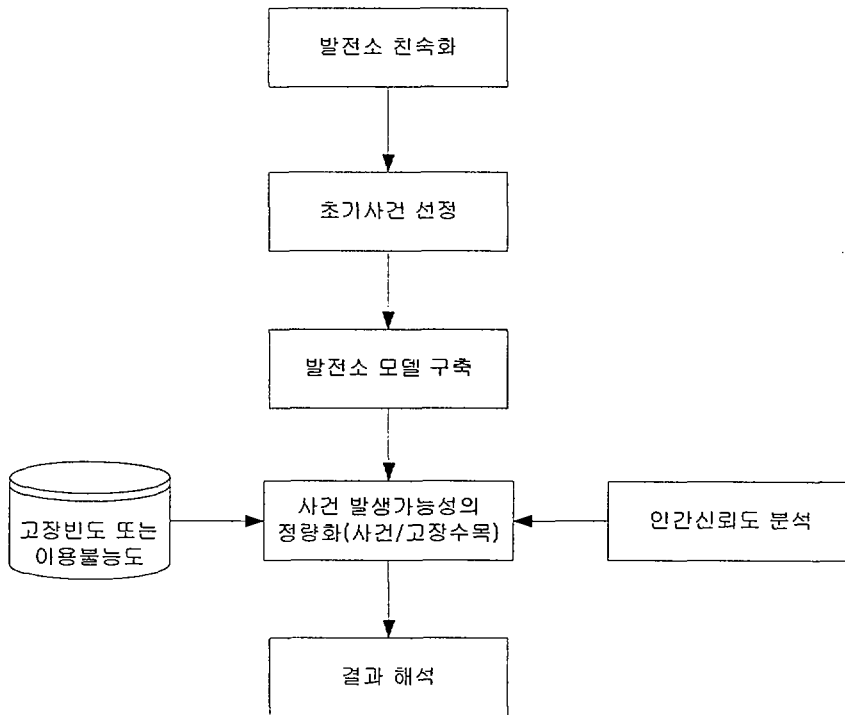 발전소 친숙화
초기사건 선정
발전소 모델 구축
고장빈도 또는
이용불능도
사건 발생가능성의
정량화(사건/고장수목)
인간신뢰도 분석
결과 해석